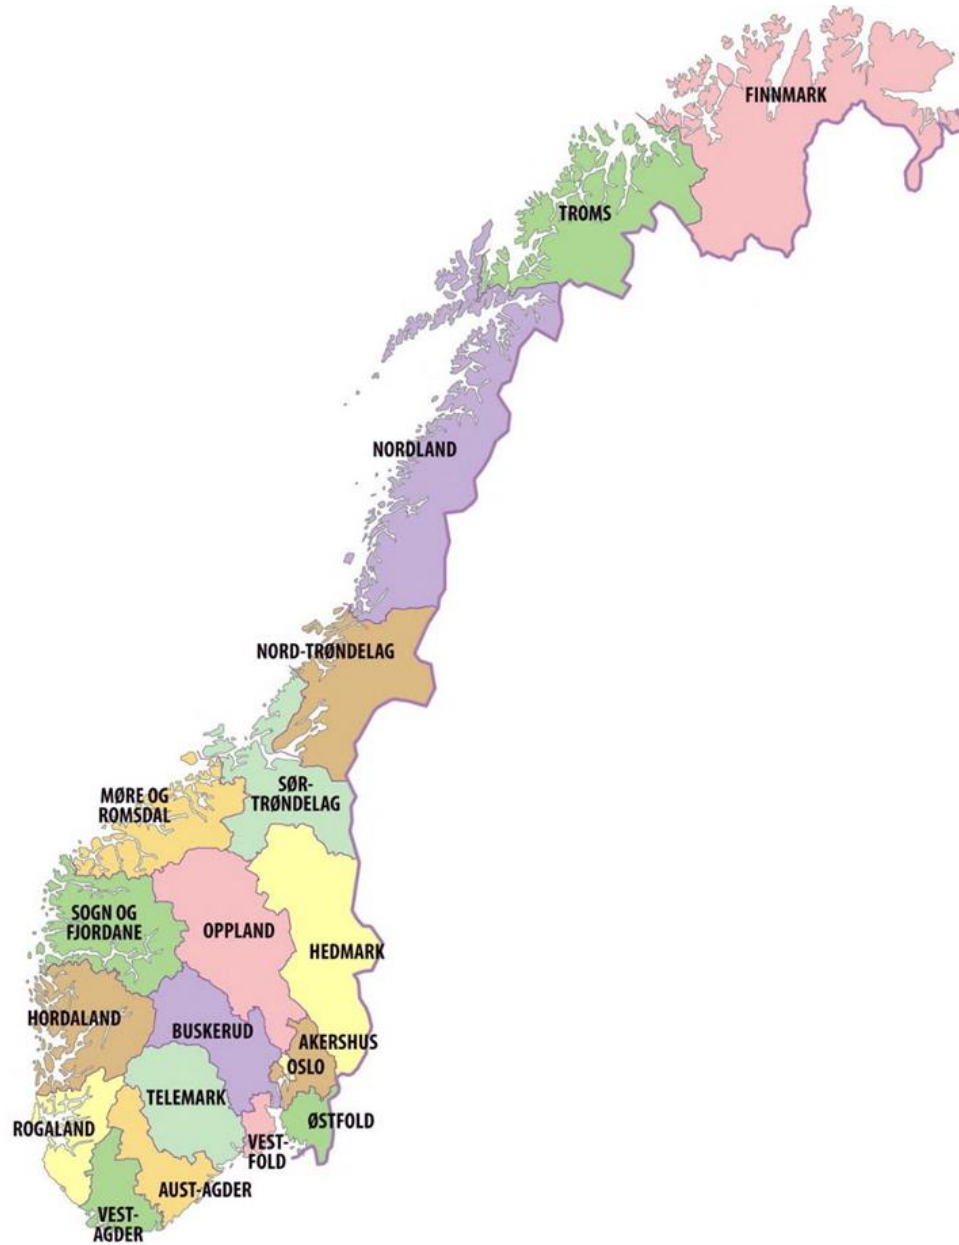 FINNMARK
TROMS
NORDLAND
NORD-TRØNDELAG
SØR-
TRØNDELAG
MØRE OG
ROMSDAL
SOGN OG
FJORDANE
OPPLAND
HEDMARK
HORDALAND
BUSKERUD
AKERSHUS
OSLO
TELEMARK
ROGALAND
ØSTFOLD
VEST-
FOLD
AUST-AGDER
VEST-
AGDER